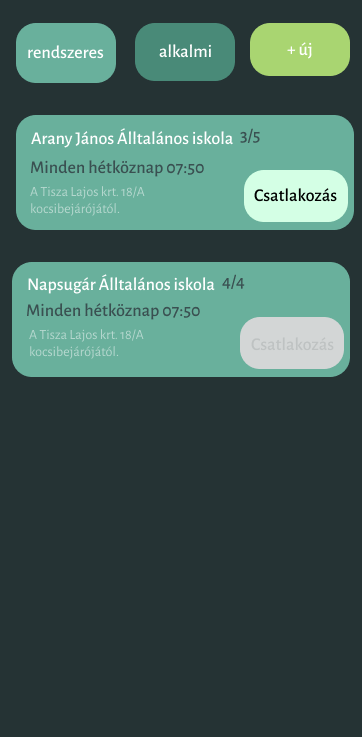 rendszeres
alkalmi
+ új
Arany János Álltalános iskola 3/5
Minden hétköznap 07:50
A Tisza Lajos krt. 18/A
kocsibejárójától.
Csatlakozás
Napsugár Álltalános iskola 4/4
Minden hétköznap 07:50
A Tisza Lajos krt. 18/A
kocsibejárójától.
Csatlakozás